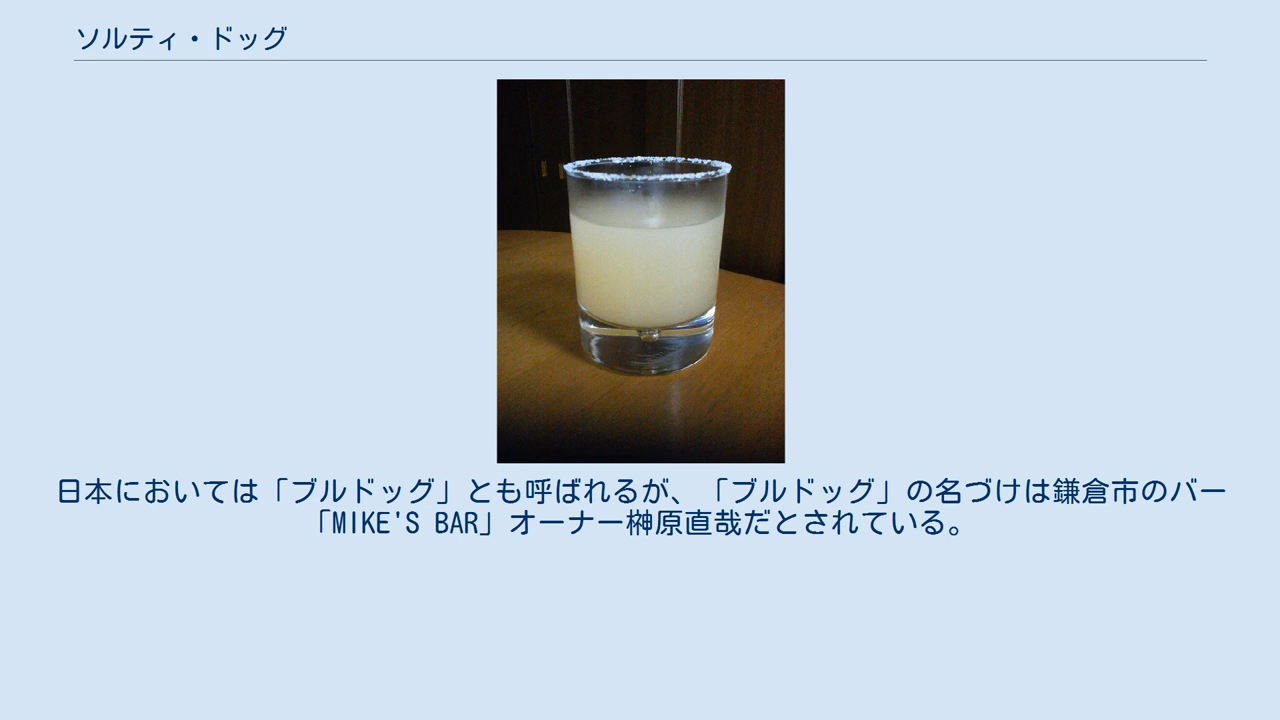 ソルティ・ドッグ
日本においては「ブルドッグ」とも呼ばれるが、「ブルドッグ」の名づけは鎌倉市のバー
「MIKE'S BAR」オーナー榊原直哉だとされている。